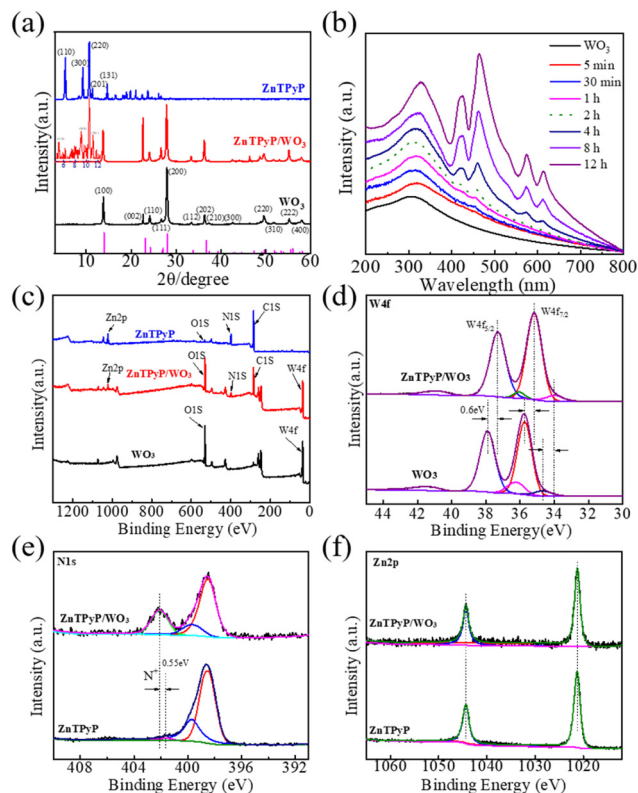 (a)
Intensity(a.u.)
(110)
(300)
(220)
(201)
(131)
ZnTPyP
ZnTPyP/WO3
6 8 10 12
(100)
(002)
(110)
(111)
(200)
(112)
(202)
(210)
(300)
(220)
(310)
(222)
(400)
WO3
10 20 30 40 50 60
2θ/degree
(b)
Intensity(a.u.)
WO3
5 min
30 min
1 h
2 h
4 h
8 h
12 h
200 300 400 500 600 700 800
Wavelength (nm)
(c)
Intensity(a.u.)
Zn2p
ZnTPyP
O1S
N1S
C1S
Zn2p
ZnTPyP/WO3
O1S
N1S
C1S
W4f
O1S
WO3
W4f
1200 1000 800 600 400 200 0
Binding Energy (eV)
(d)
Intensity (a.u.)
W4f
W4f5/2
W4f7/2
ZnTPyP/WO3
0.6eV
WO3
44 42 40 38 36 34 32 30
Binding Energy(eV)
(e)
Intensity (a.u.)
N1s
ZnTPyP/WO3
N+
0.55eV
ZnTPyP
408 404 400 396 392
Binding Energy (eV)
(f)
Intensity (a.u.)
Zn2p
ZnTPyP/WO3
ZnTPyP
1060 1050 1040 1030 1020
Binding Energy (eV)